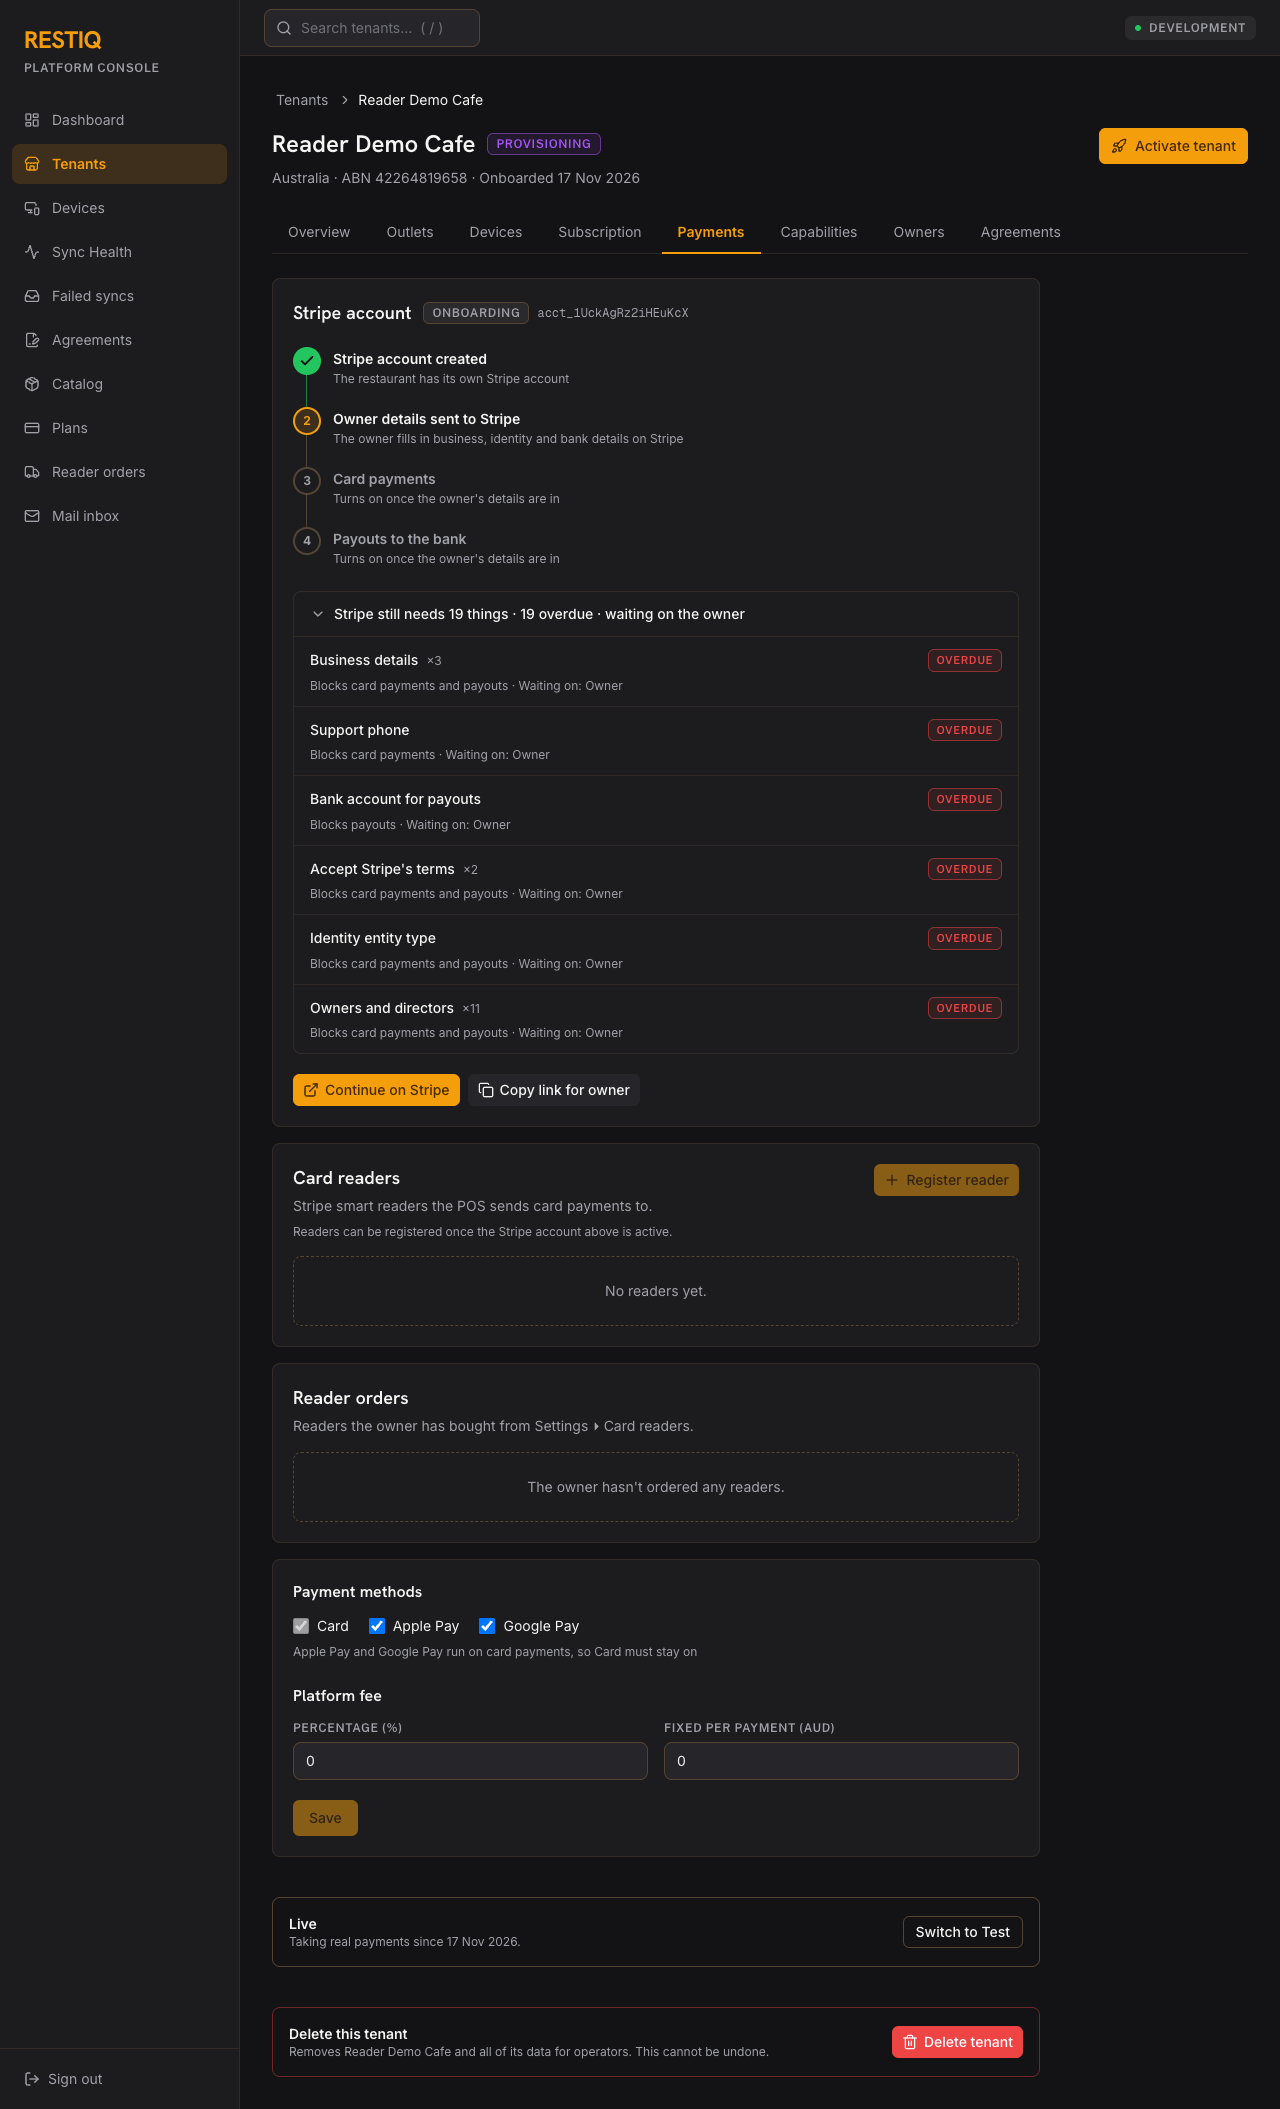 RESTIQ
PLATFORM CONSOLE
Dashboard
Tenants
Devices
Sync Health
Failed syncs
Agreements
Catalog
Plans
Reader orders
Mail inbox
Sign out
Search tenants... ( / )
DEVELOPMENT
Tenants > Reader Demo Cafe
Reader Demo Cafe PROVISIONING
Activate tenant
Australia · ABN 42264819658 · Onboarded 17 Nov 2026
Overview Outlets Devices Subscription Payments Capabilities Owners Agreements
Stripe account ONBOARDING acct_1UckAgRz2iHEuKcX
Stripe account created
The restaurant has its own Stripe account
2 Owner details sent to Stripe
The owner fills in business, identity and bank details on Stripe
3 Card payments
Turns on once the owner's details are in
4 Payouts to the bank
Turns on once the owner's details are in
Stripe still needs 19 things · 19 overdue · waiting on the owner
Business details ×3 OVERDUE
Blocks card payments and payouts · Waiting on: Owner
Support phone OVERDUE
Blocks card payments · Waiting on: Owner
Bank account for payouts OVERDUE
Blocks payouts · Waiting on: Owner
Accept Stripe's terms ×2 OVERDUE
Blocks card payments and payouts · Waiting on: Owner
Identity entity type OVERDUE
Blocks card payments and payouts · Waiting on: Owner
Owners and directors ×11 OVERDUE
Blocks card payments and payouts · Waiting on: Owner
Continue on Stripe Copy link for owner
Card readers
Register reader
Stripe smart readers the POS sends card payments to.
Readers can be registered once the Stripe account above is active.
No readers yet.
Reader orders
Readers the owner has bought from Settings ▸ Card readers.
The owner hasn't ordered any readers.
Payment methods
Card Apple Pay Google Pay
Apple Pay and Google Pay run on card payments, so Card must stay on
Platform fee
PERCENTAGE (%) FIXED PER PAYMENT (AUD)
0 0
Save
Live
Taking real payments since 17 Nov 2026.
Switch to Test
Delete this tenant
Removes Reader Demo Cafe and all of its data for operators. This cannot be undone.
Delete tenant